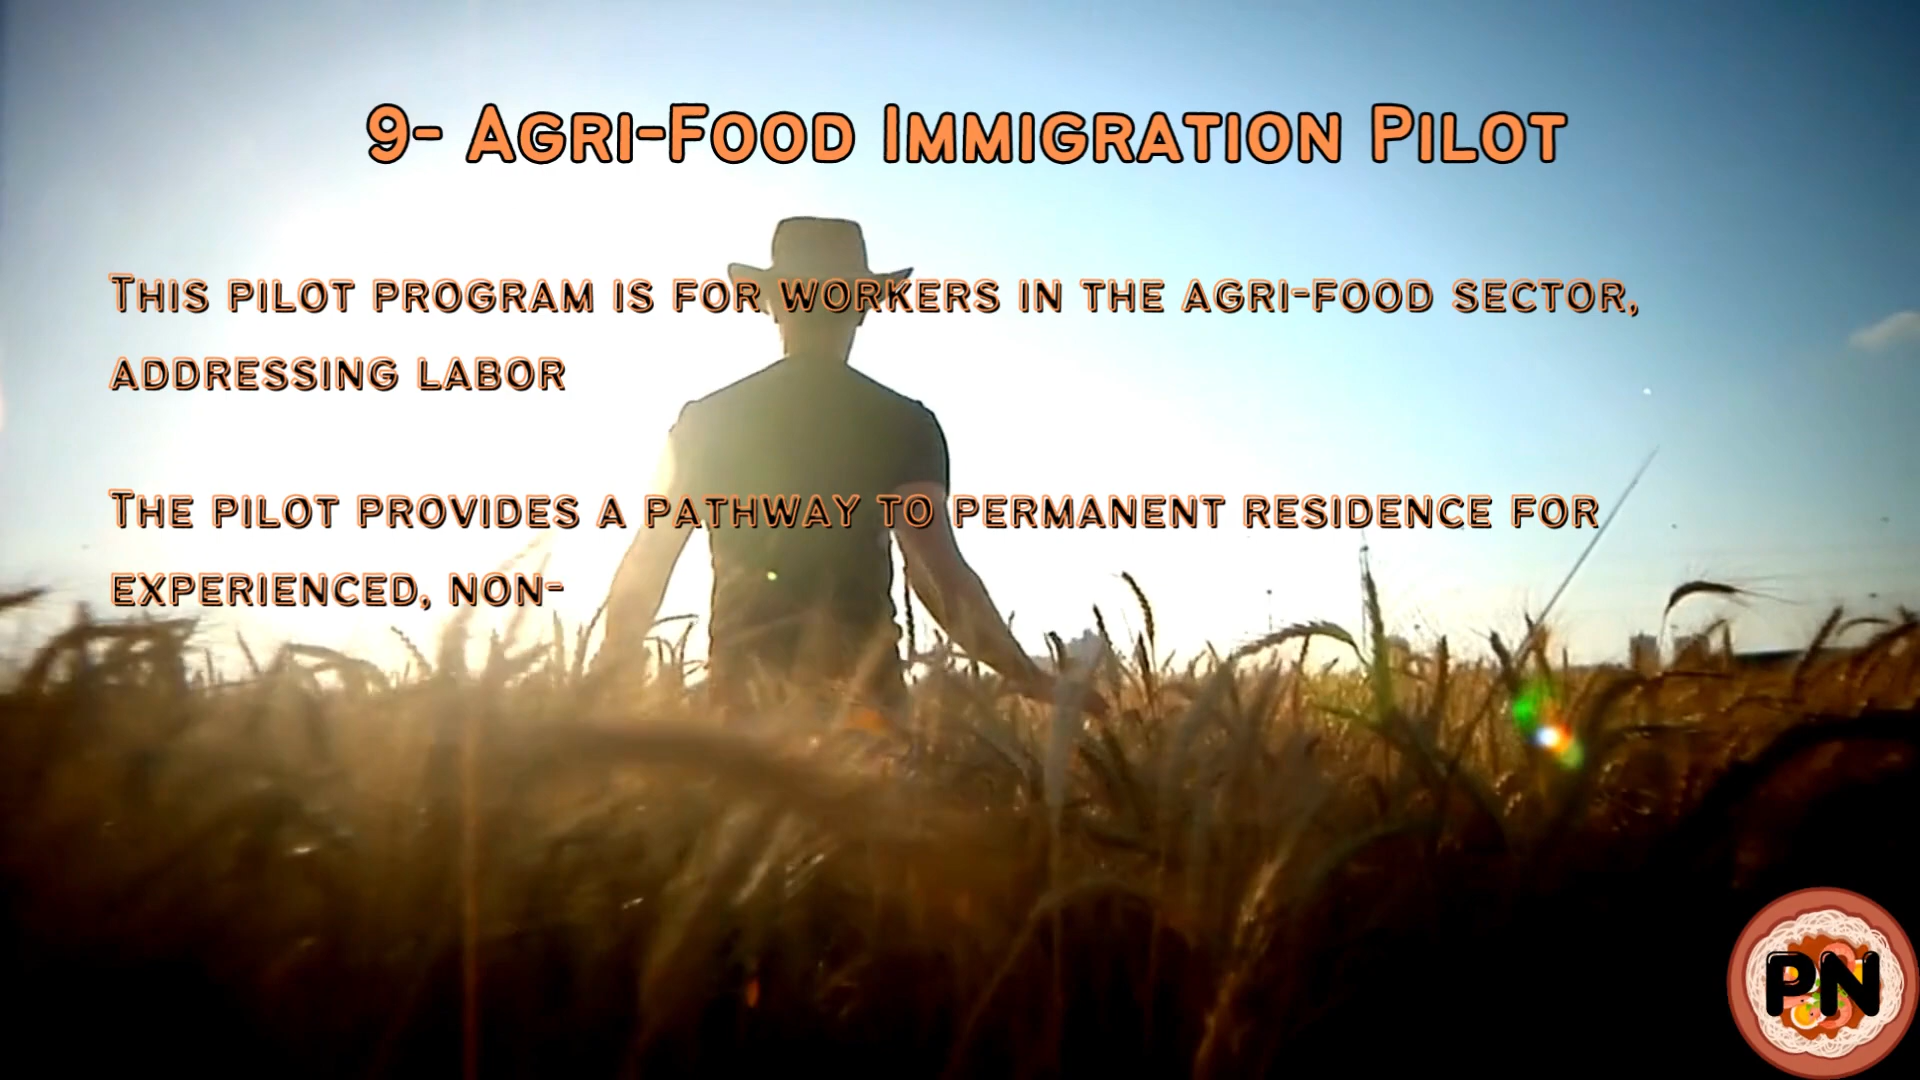 9- Agri-Food Immigration Pilot
This pilot program is for workers in the agri-food sector,
addressing labor
The pilot provides a pathway to permanent residence for
experienced, non-
PN